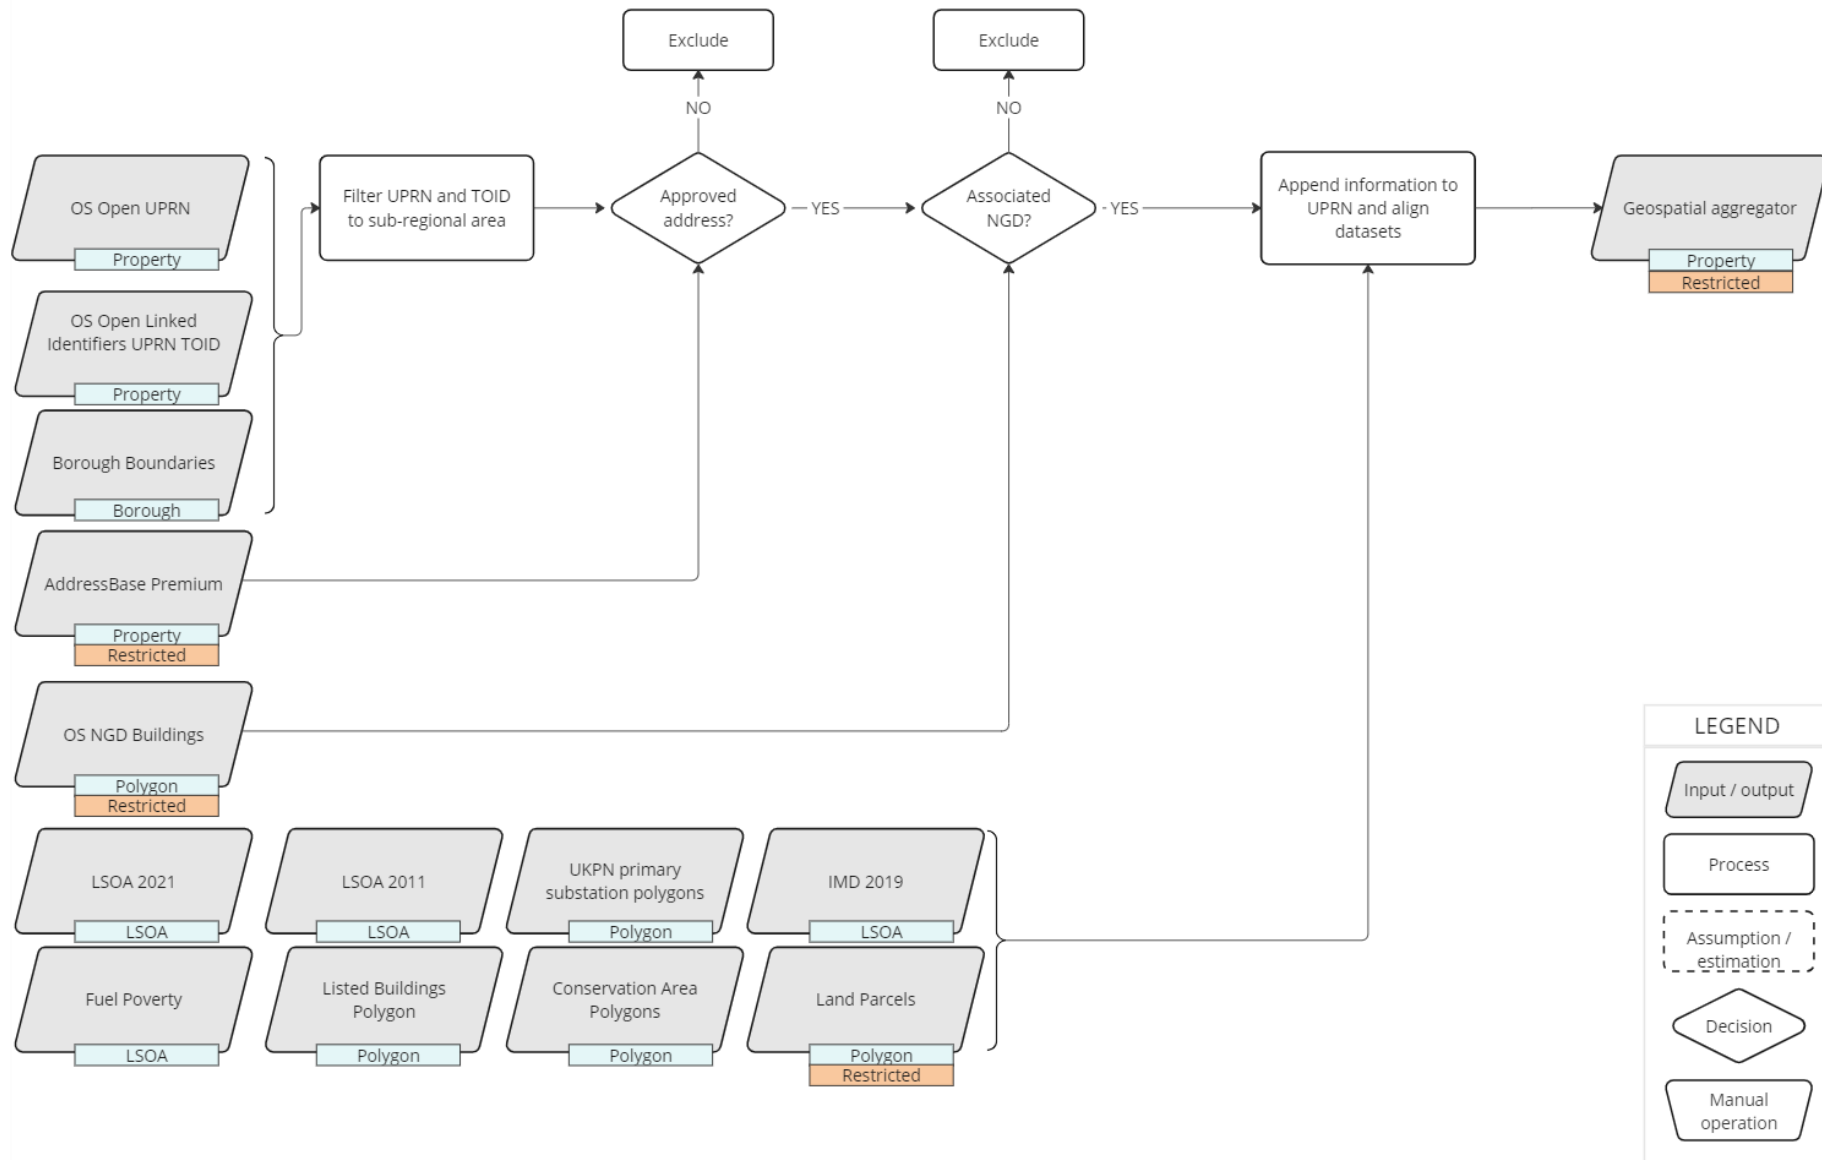 Exclude
Exclude
NO
NO
OS Open UPRN
Property
Filter UPRN and TOID
to sub-regional area
Approved
address?
YES
Associated
NGD?
YES
Append information to
UPRN and align
datasets
Geospatial aggregator
Property
Restricted
OS Open Linked
Identifiers UPRN TOID
Property
Borough Boundaries
Borough
AddressBase Premium
Property
Restricted
OS NGD Buildings
Polygon
Restricted
LSOA 2021
LSOA
LSOA 2011
LSOA
UKPN primary
substation polygons
Polygon
IMD 2019
LSOA
Fuel Poverty
LSOA
Listed Buildings
Polygon
Polygon
Conservation Area
Polygons
Polygon
Land Parcels
Polygon
Restricted
LEGEND
Input / output
Process
Assumption /
estimation
Decision
Manual
operation